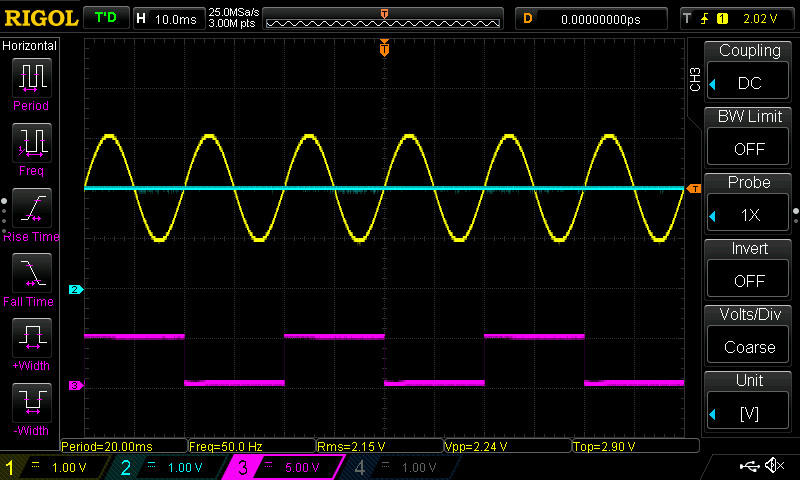 RIGOL T'D H 10.0ms 25.0MSa/s D 0.00000000ps T 1 2.02 V
3.00M pts
T
Horizontal
Period
Freq
Rise Time
Fall Time
+Width
-Width
T
2
3
CH3
Coupling
DC
BW Limit
OFF
Probe
1X
Invert
OFF
Volts/Div
Coarse
Unit
[V]
Period=20.00ms Freq=50.0 Hz Rms=2.15 V Vpp=2.24 V Top=2.90 V
1 1.00 V 2 1.00 V 3 5.00 V 4 1.00 V